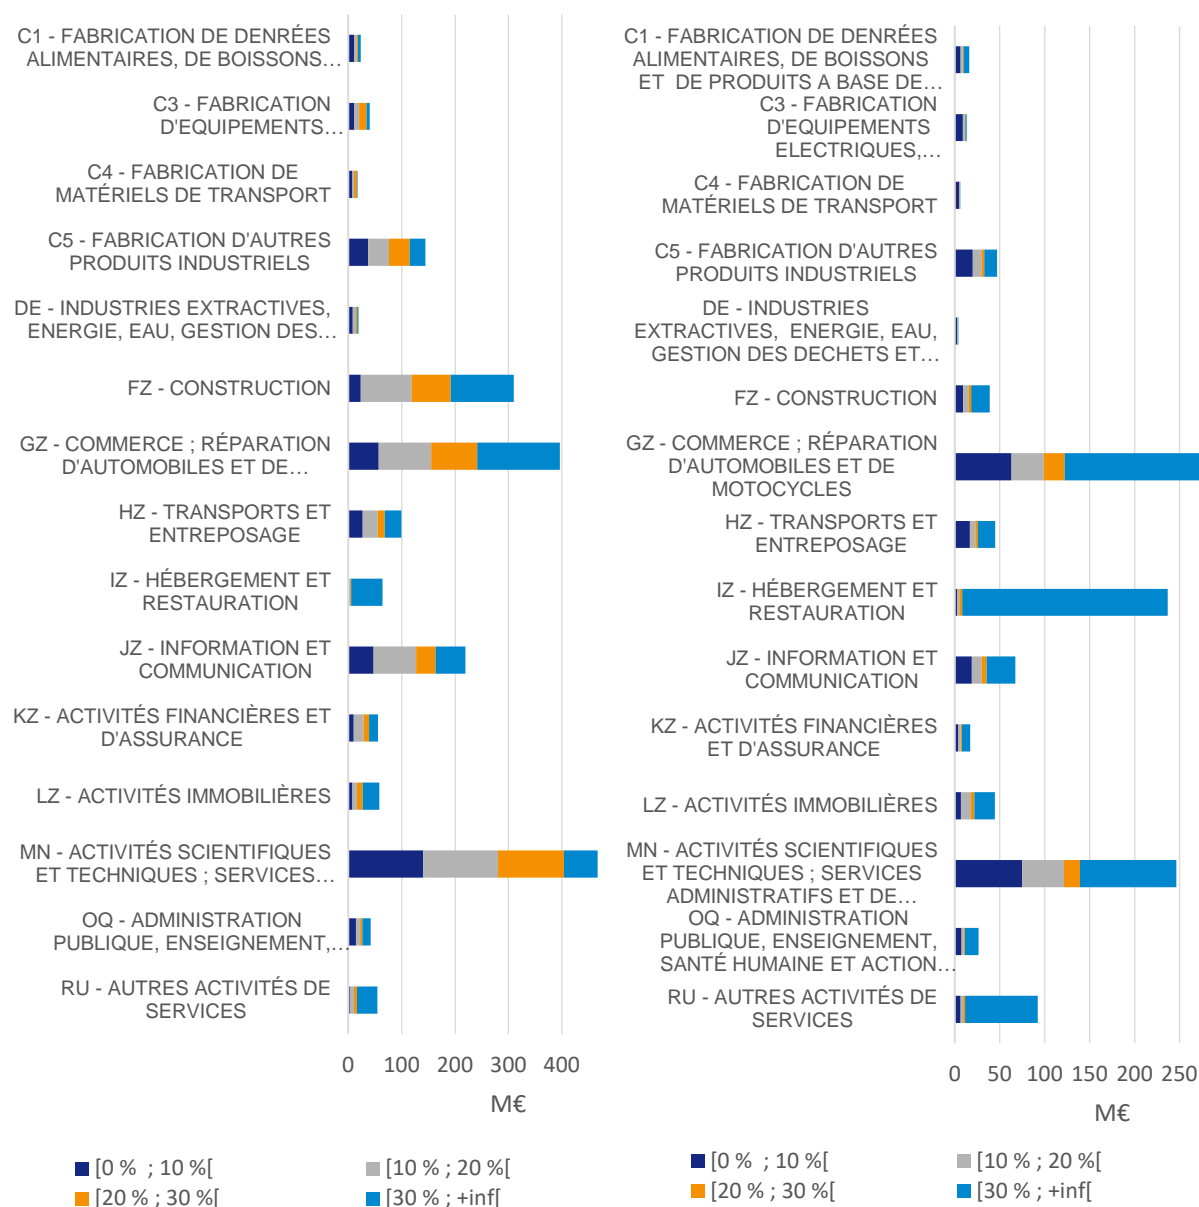 C1 - FABRICATION DE DENRÉES
ALIMENTAIRES, DE BOISSONS…
C3 - FABRICATION
D'EQUIPEMENTS…
C4 - FABRICATION DE
MATÉRIELS DE TRANSPORT
C5 - FABRICATION D'AUTRES
PRODUITS INDUSTRIELS
DE - INDUSTRIES EXTRACTIVES,
ENERGIE, EAU, GESTION DES…
FZ - CONSTRUCTION
GZ - COMMERCE ; RÉPARATION
D'AUTOMOBILES ET DE…
HZ - TRANSPORTS ET
ENTREPOSAGE
IZ - HÉBERGEMENT ET
RESTAURATION
JZ - INFORMATION ET
COMMUNICATION
KZ - ACTIVITÉS FINANCIÈRES ET
D'ASSURANCE
LZ - ACTIVITÉS IMMOBILIÈRES
MN - ACTIVITÉS SCIENTIFIQUES
ET TECHNIQUES ; SERVICES…
OQ - ADMINISTRATION
PUBLIQUE, ENSEIGNEMENT,…
RU - AUTRES ACTIVITÉS DE
SERVICES
0 100 200 300 400
M€
[0 % ; 10 %[
[10 % ; 20 %[
[20 % ; 30 %[
[30 % ; +inf[
C1 - FABRICATION DE DENRÉES
ALIMENTAIRES, DE BOISSONS
ET DE PRODUITS A BASE DE…
C3 - FABRICATION
D'EQUIPEMENTS
ELECTRIQUES,…
C4 - FABRICATION DE
MATÉRIELS DE TRANSPORT
C5 - FABRICATION D'AUTRES
PRODUITS INDUSTRIELS
DE - INDUSTRIES
EXTRACTIVES, ENERGIE, EAU,
GESTION DES DECHETS ET…
FZ - CONSTRUCTION
GZ - COMMERCE ; RÉPARATION
D'AUTOMOBILES ET DE
MOTOCYCLES
HZ - TRANSPORTS ET
ENTREPOSAGE
IZ - HÉBERGEMENT ET
RESTAURATION
JZ - INFORMATION ET
COMMUNICATION
KZ - ACTIVITÉS FINANCIÈRES
ET D'ASSURANCE
LZ - ACTIVITÉS IMMOBILIÈRES
MN - ACTIVITÉS SCIENTIFIQUES
ET TECHNIQUES ; SERVICES
ADMINISTRATIFS ET DE…
OQ - ADMINISTRATION
PUBLIQUE, ENSEIGNEMENT,
SANTÉ HUMAINE ET ACTION…
RU - AUTRES ACTIVITÉS DE
SERVICES
0 50 100 150 200 250
M€
[0 % ; 10 %[
[10 % ; 20 %[
[20 % ; 30 %[
[30 % ; +inf[